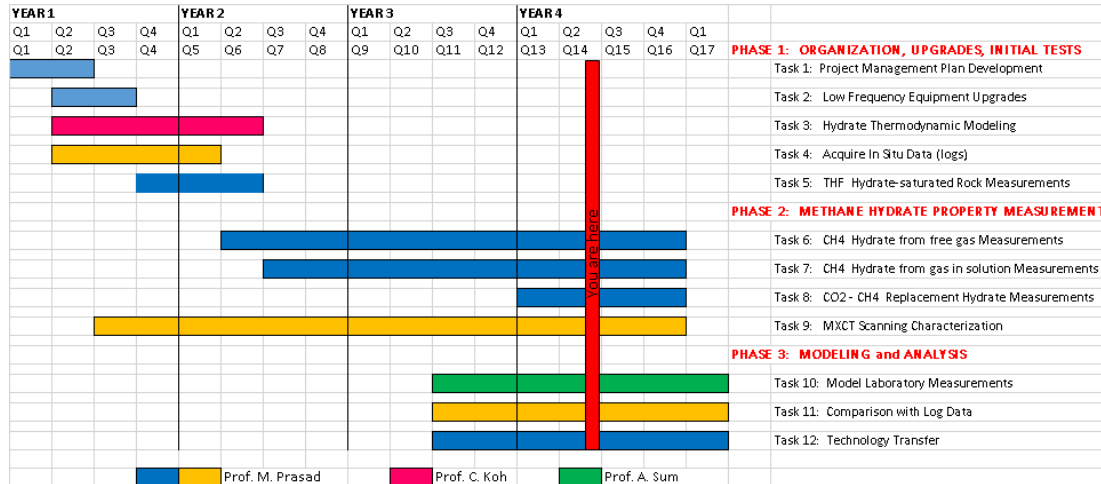 YEAR 1 YEAR 2 YEAR 3 YEAR 4
Q1 Q2 Q3 Q4 Q1 Q2 Q3 Q4 Q1 Q2 Q3 Q4 Q1 Q2 Q3 Q4 Q1
Q1 Q2 Q3 Q4 Q5 Q6 Q7 Q8 Q9 Q10 Q11 Q12 Q13 Q14 Q15 Q16 Q17
PHASE 1: ORGANIZATION, UPGRADES, INITIAL TESTS
Task 1: Project Management Plan Development
Task 2: Low Frequency Equipment Upgrades
Task 3: Hydrate Thermodynamic Modeling
Task 4: Acquire In Situ Data (logs)
Task 5: THF Hydrate-saturated Rock Measurements
PHASE 2: METHANE HYDRATE PROPERTY MEASUREMENT
Task 6: CH4 Hydrate from free gas Measurements
Task 7: CH4 Hydrate from gas in solution Measurements
Task 8: CO2 - CH4 Replacement Hydrate Measurements
Task 9: MXCT Scanning Characterization
PHASE 3: MODELING and ANALYSIS
Task 10: Model Laboratory Measurements
Task 11: Comparison with Log Data
Task 12: Technology Transfer
You are here
Prof. M. Prasad Prof. C. Koh Prof. A. Sum